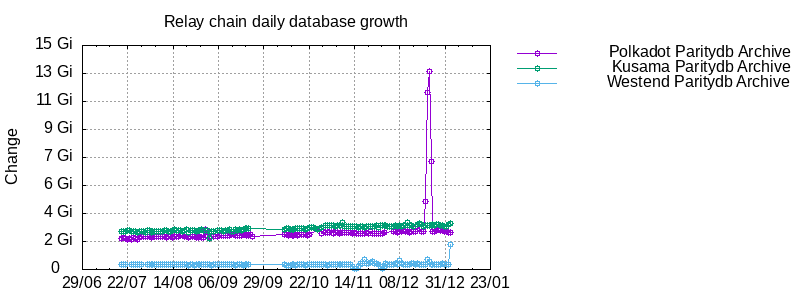 Relay chain daily database growth
15 Gi
13 Gi
11 Gi
9 Gi
7 Gi
6 Gi
4 Gi
2 Gi
0
Change
29/06 22/07 14/08 06/09 29/09 22/10 14/11 08/12 31/12 23/01
Polkadot Paritydb Archive
Kusama Paritydb Archive
Westend Paritydb Archive